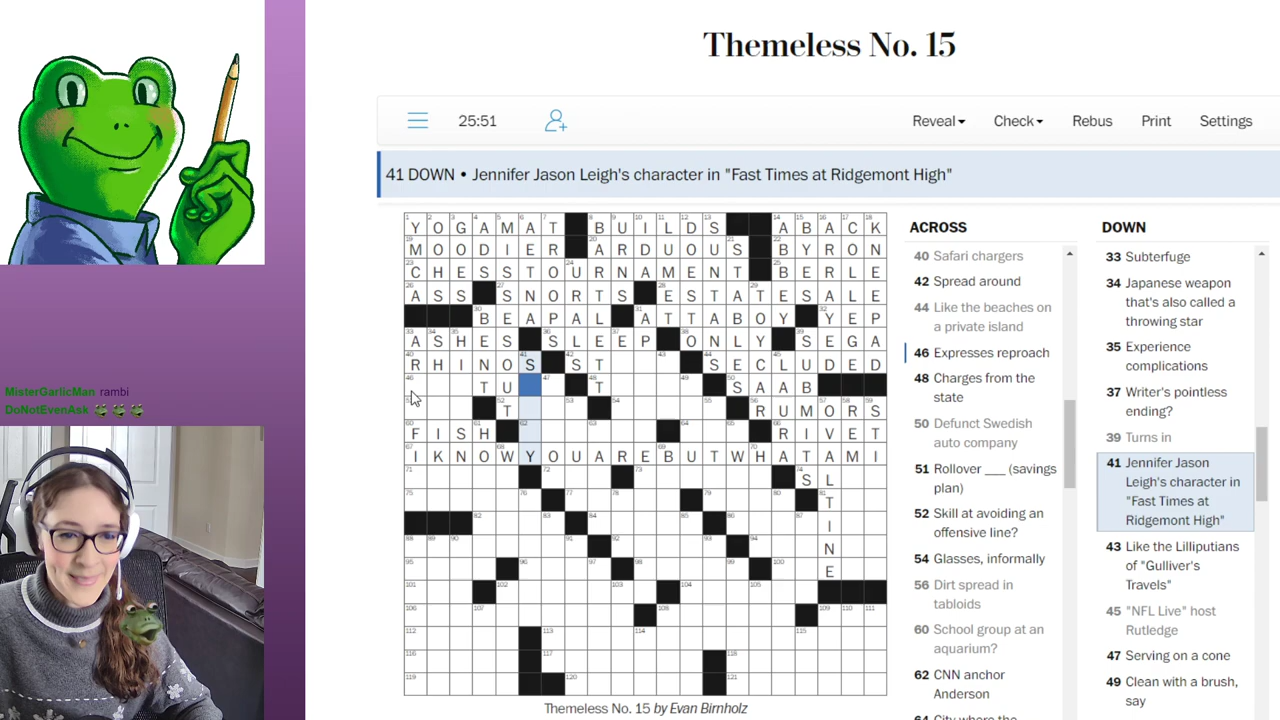 Themeless No. 15
25:51
Reveal Check Rebus Print Settings
41 DOWN • Jennifer Jason Leigh's character in "Fast Times at Ridgemont High"
Y O G A M A T B U I L D S A B A C K
M O O D I E R A R D U O U S B Y R O N
C H E S S T O U R N A M E N T B E R L E
A S S S N O R T S E S T A T E S A L E
B E A P A L A T T A B O Y Y E P
A S H E S S L E E P O N L Y S E G A
R H I N O S S T S E C L U D E D
T U T S A A B
T R U M O R S
F I S H R I V E T
I K N O W Y O U A R E B U T W H A T A M I
S L
T
I
N
E
Themeless No. 15 by Evan Birnholz
ACROSS
40 Safari chargers
42 Spread around
44 Like the beaches on
a private island
46 Expresses reproach
48 Charges from the
state
50 Defunct Swedish
auto company
51 Rollover ___ (savings
plan)
52 Skill at avoiding an
offensive line?
54 Glasses, informally
56 Dirt spread in
tabloids
60 School group at an
aquarium?
62 CNN anchor
Anderson
64 City where the
DOWN
33 Subterfuge
34 Japanese weapon
that's also called a
throwing star
35 Experience
complications
37 Writer's pointless
ending?
39 Turns in
41 Jennifer Jason
Leigh's character in
"Fast Times at
Ridgemont High"
43 Like the Lilliputians
of "Gulliver's
Travels"
45 "NFL Live" host
Rutledge
47 Serving on a cone
49 Clean with a brush,
say
MisterGarlicMan rambi
DoNotEvenAsk